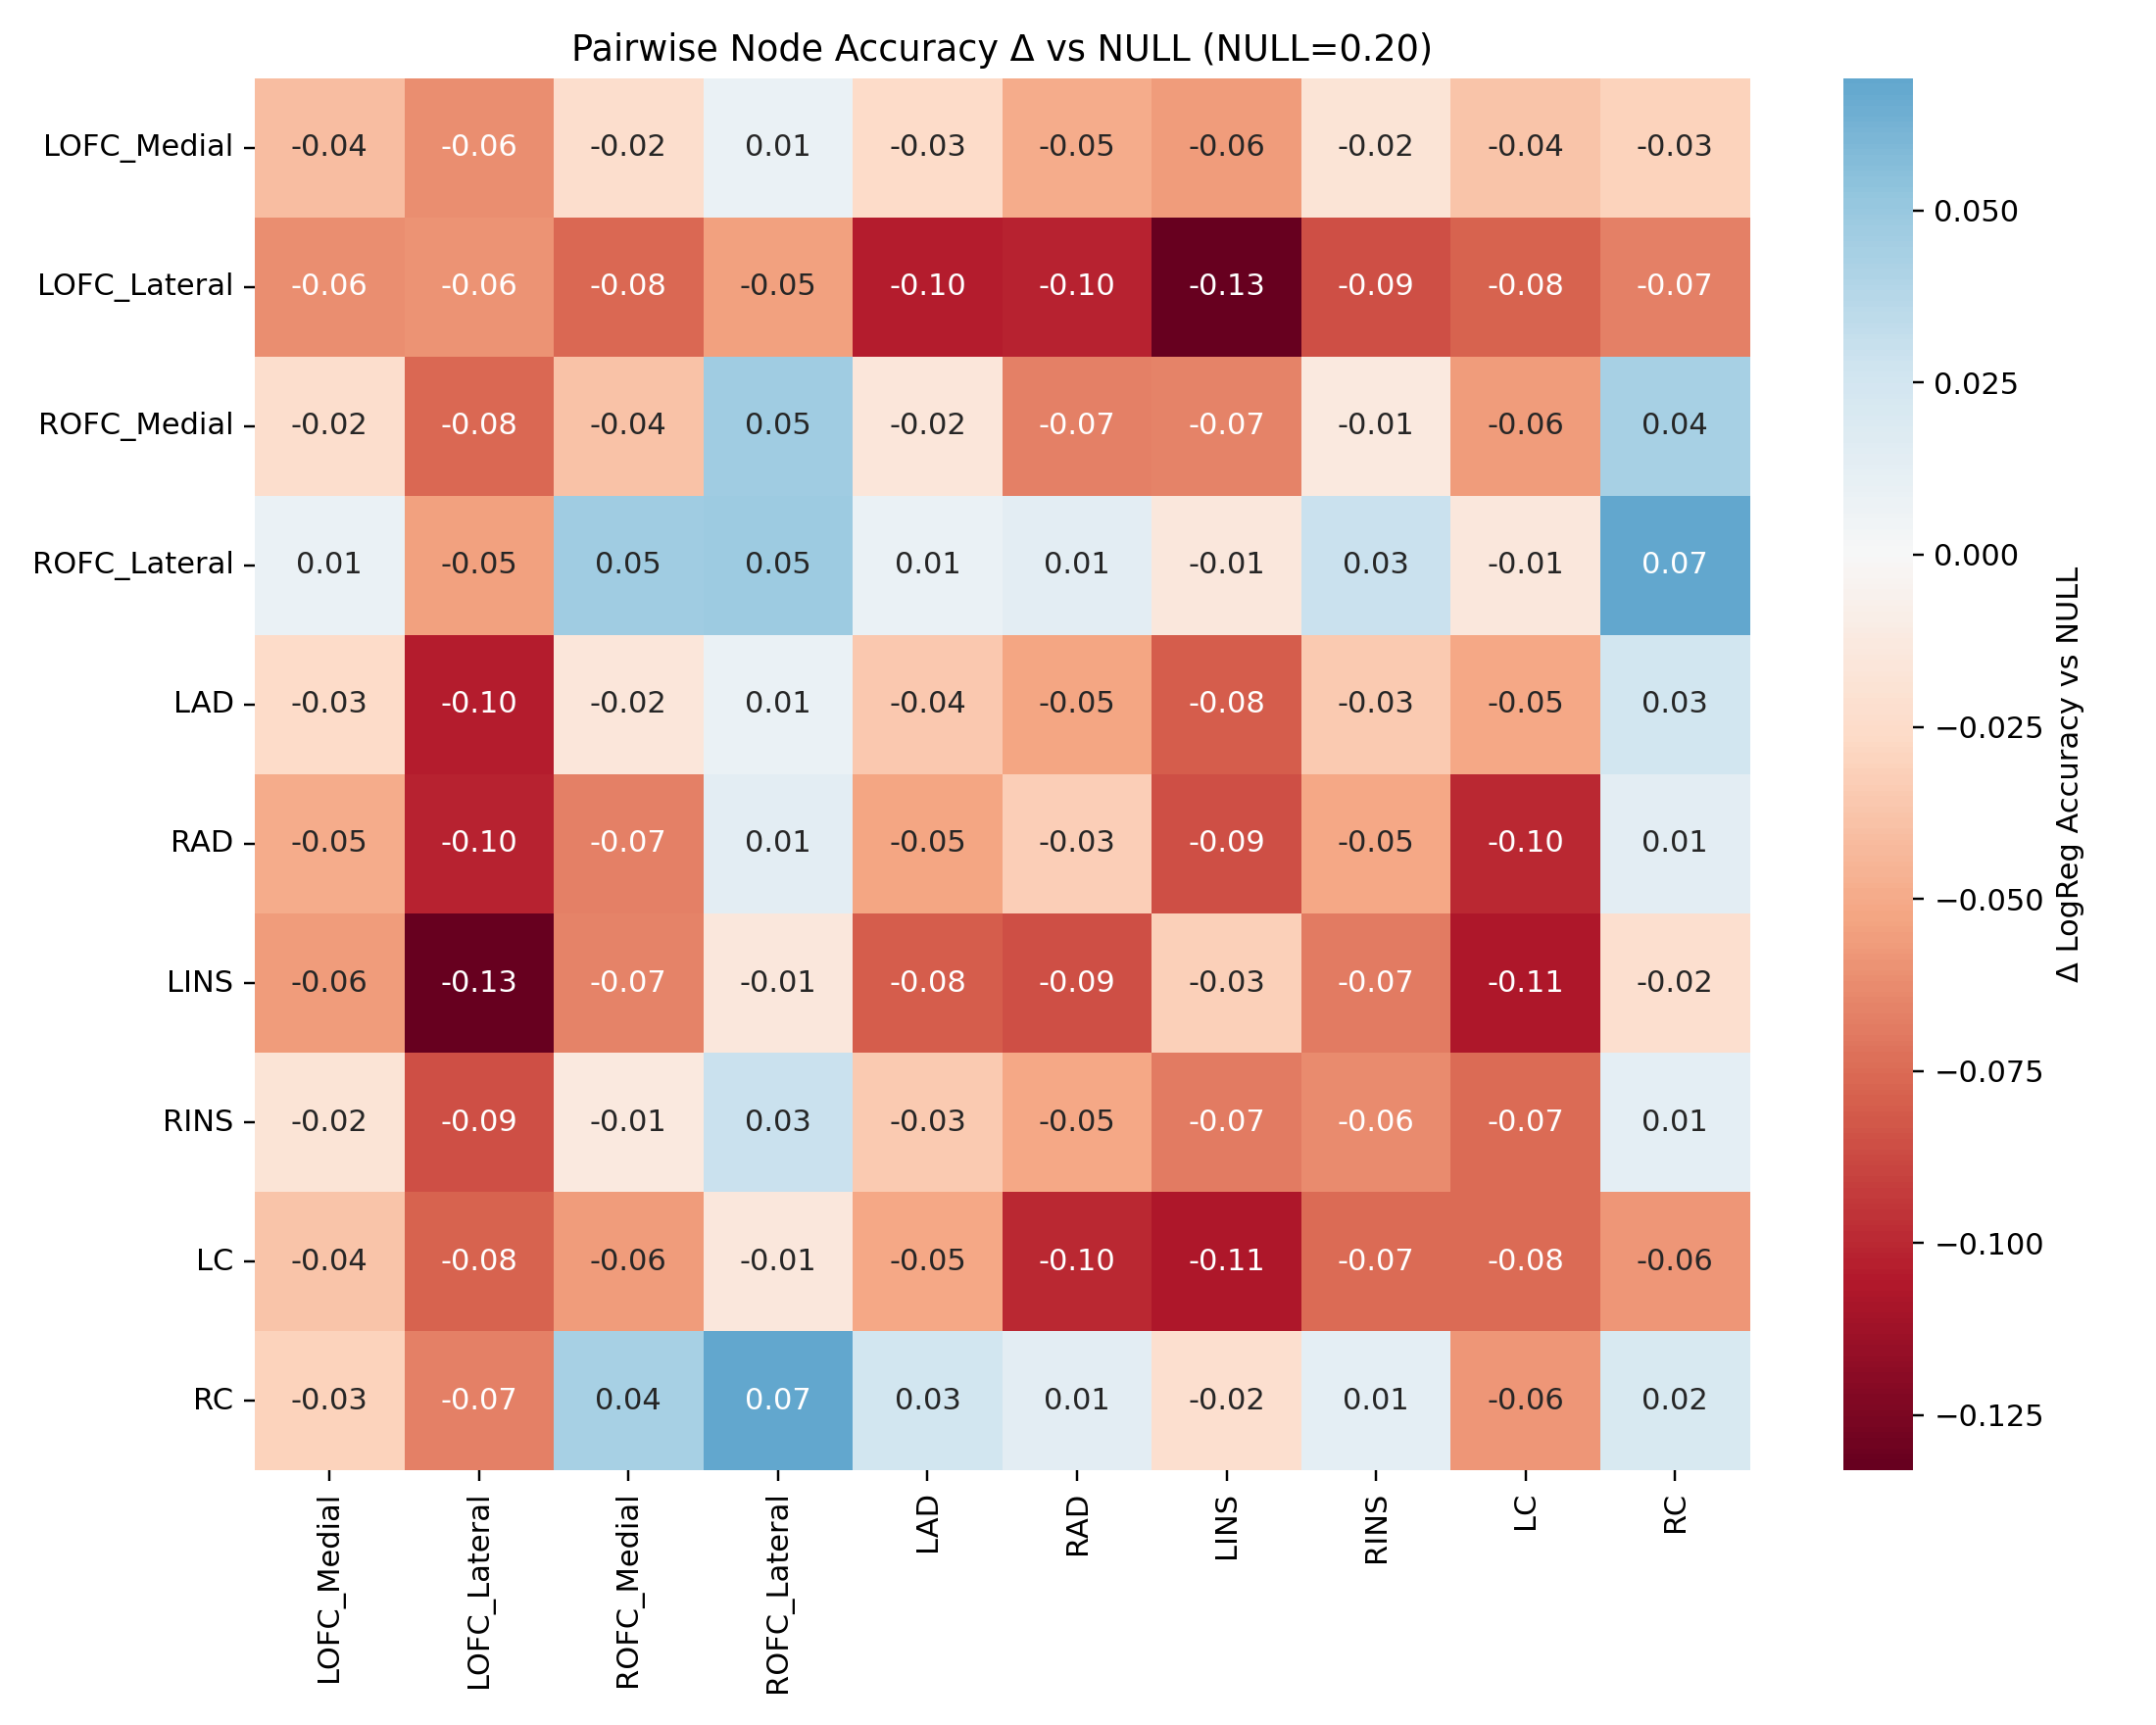 Pairwise Node Accuracy Δ vs NULL (NULL=0.20)
LOFC_Medial -0.04 -0.06 -0.02 0.01 -0.03 -0.05 -0.06 -0.02 -0.04 -0.03
LOFC_Lateral -0.06 -0.06 -0.08 -0.05 -0.10 -0.10 -0.13 -0.09 -0.08 -0.07
ROFC_Medial -0.02 -0.08 -0.04 0.05 -0.02 -0.07 -0.07 -0.01 -0.06 0.04
ROFC_Lateral 0.01 -0.05 0.05 0.05 0.01 0.01 -0.01 0.03 -0.01 0.07
LAD -0.03 -0.10 -0.02 0.01 -0.04 -0.05 -0.08 -0.03 -0.05 0.03
RAD -0.05 -0.10 -0.07 0.01 -0.05 -0.03 -0.09 -0.05 -0.10 0.01
LINS -0.06 -0.13 -0.07 -0.01 -0.08 -0.09 -0.03 -0.07 -0.11 -0.02
RINS -0.02 -0.09 -0.01 0.03 -0.03 -0.05 -0.07 -0.06 -0.07 0.01
LC -0.04 -0.08 -0.06 -0.01 -0.05 -0.10 -0.11 -0.07 -0.08 -0.06
RC -0.03 -0.07 0.04 0.07 0.03 0.01 -0.02 0.01 -0.06 0.02
LOFC_Medial LOFC_Lateral ROFC_Medial ROFC_Lateral LAD RAD LINS RINS LC RC
0.050
0.025
0.000
−0.025
−0.050
−0.075
−0.100
−0.125
Δ LogReg Accuracy vs NULL